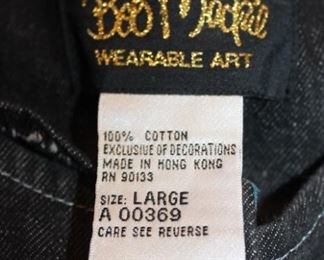 Bob Mackie
WEARABLE ART
100% COTTON
EXCLUSIVE OF DECORATIONS
MADE IN HONG KONG
RN 90133
SIZE: LARGE
A 00369
CARE SEE REVERSE